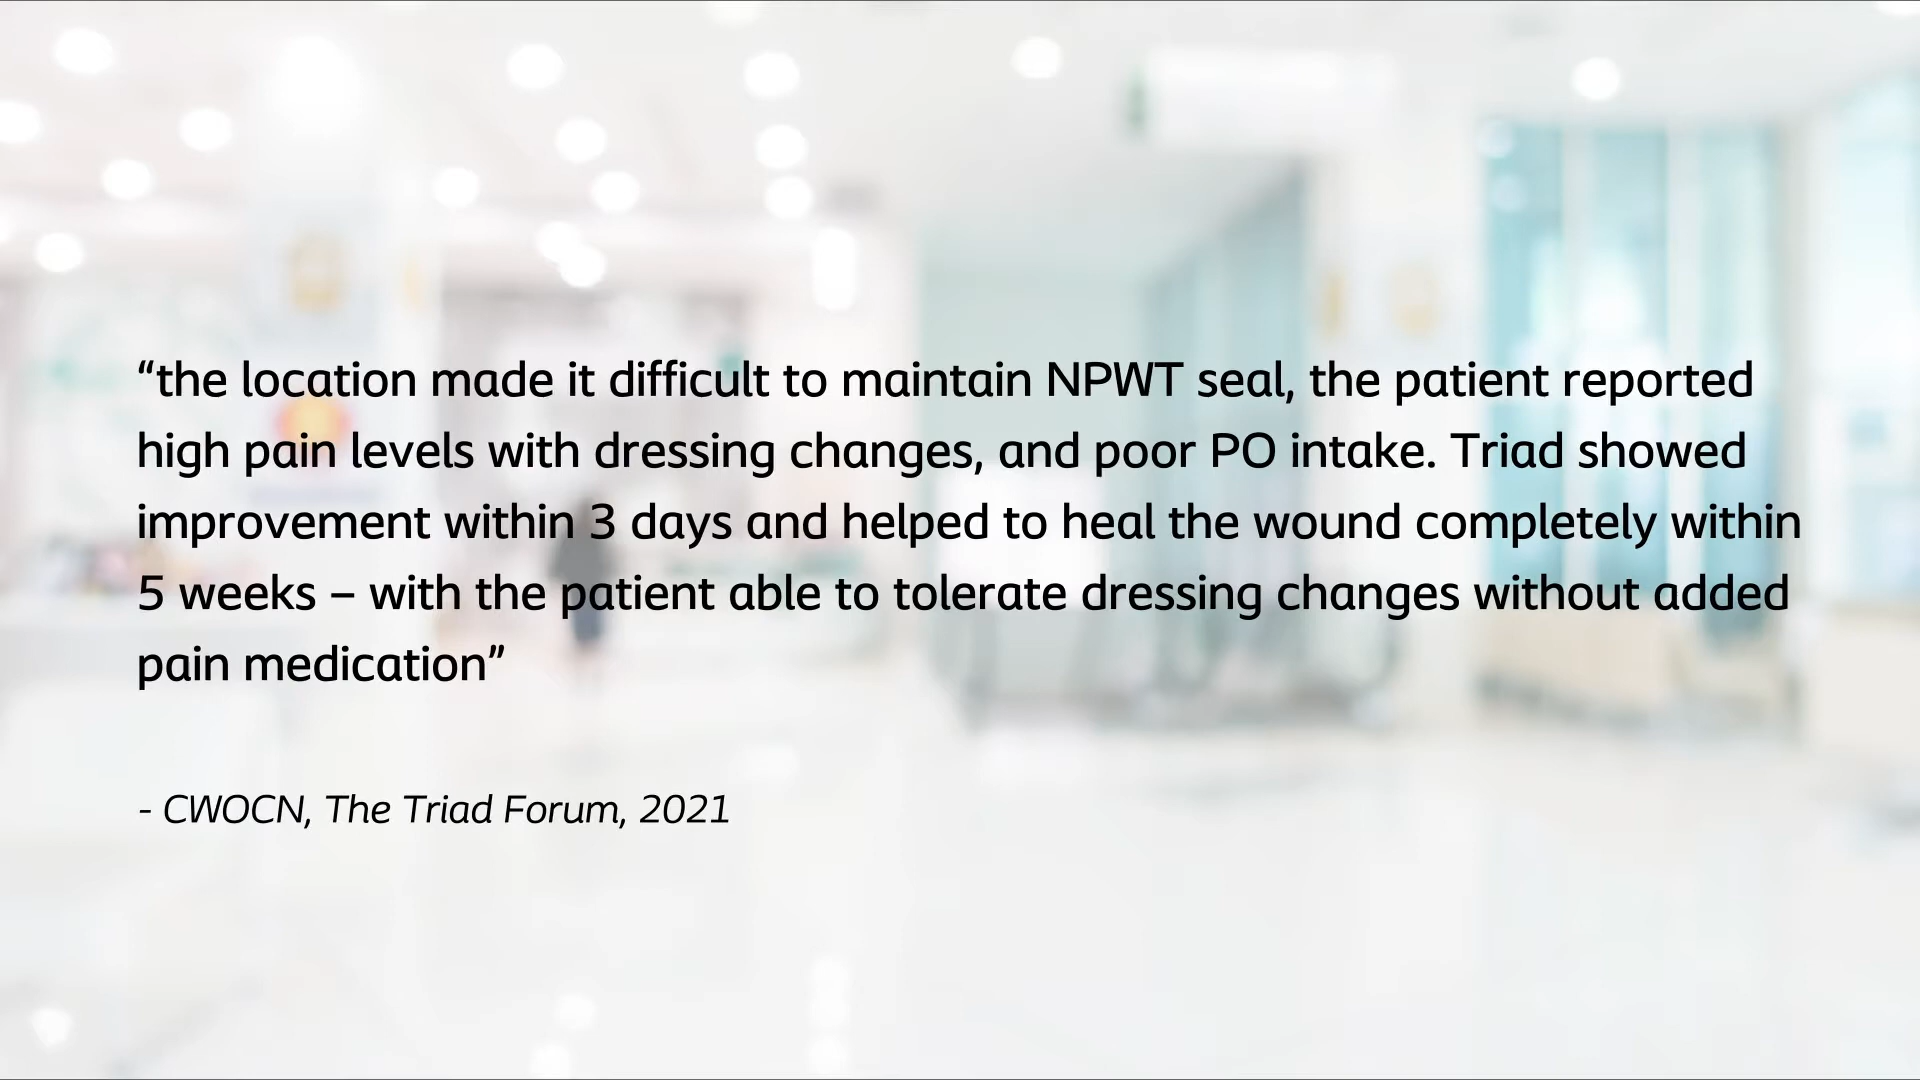 “the location made it difficult to maintain NPWT seal, the patient reported
high pain levels with dressing changes, and poor PO intake. Triad showed
improvement within 3 days and helped to heal the wound completely within
5 weeks – with the patient able to tolerate dressing changes without added
pain medication”
- CWOCN, The Triad Forum, 2021